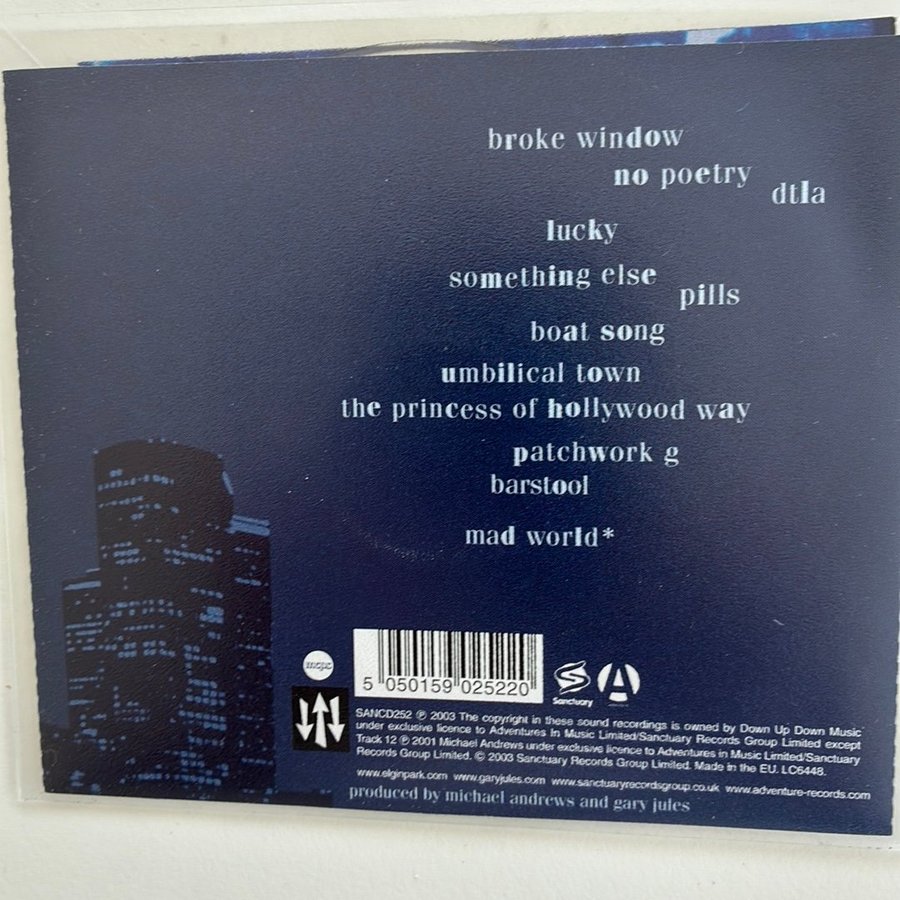 broke window
no poetry
dtla
lucky
something else
pills
boat song
umbilical town
the princess of hollywood way
patchwork g
barstool
mad world*
mcps
5 050159 025220
Sanctuary
SANCD252 ℗ 2003 The copyright in these sound recordings is owned by Down Up Down Music
under exclusive licence to Adventures In Music Limited/Sanctuary Records Group Limited except
Track 12 ℗ 2001 Michael Andrews under exclusive licence to Adventures in Music Limited/Sanctuary
Records Group Limited. © 2003 Sanctuary Records Group Limited. Made in the EU. LC6448.
www.elginpark.com www.garyjules.com www.sanctuaryrecordsgroup.co.uk www.adventure-records.com
produced by michael andrews and gary jules